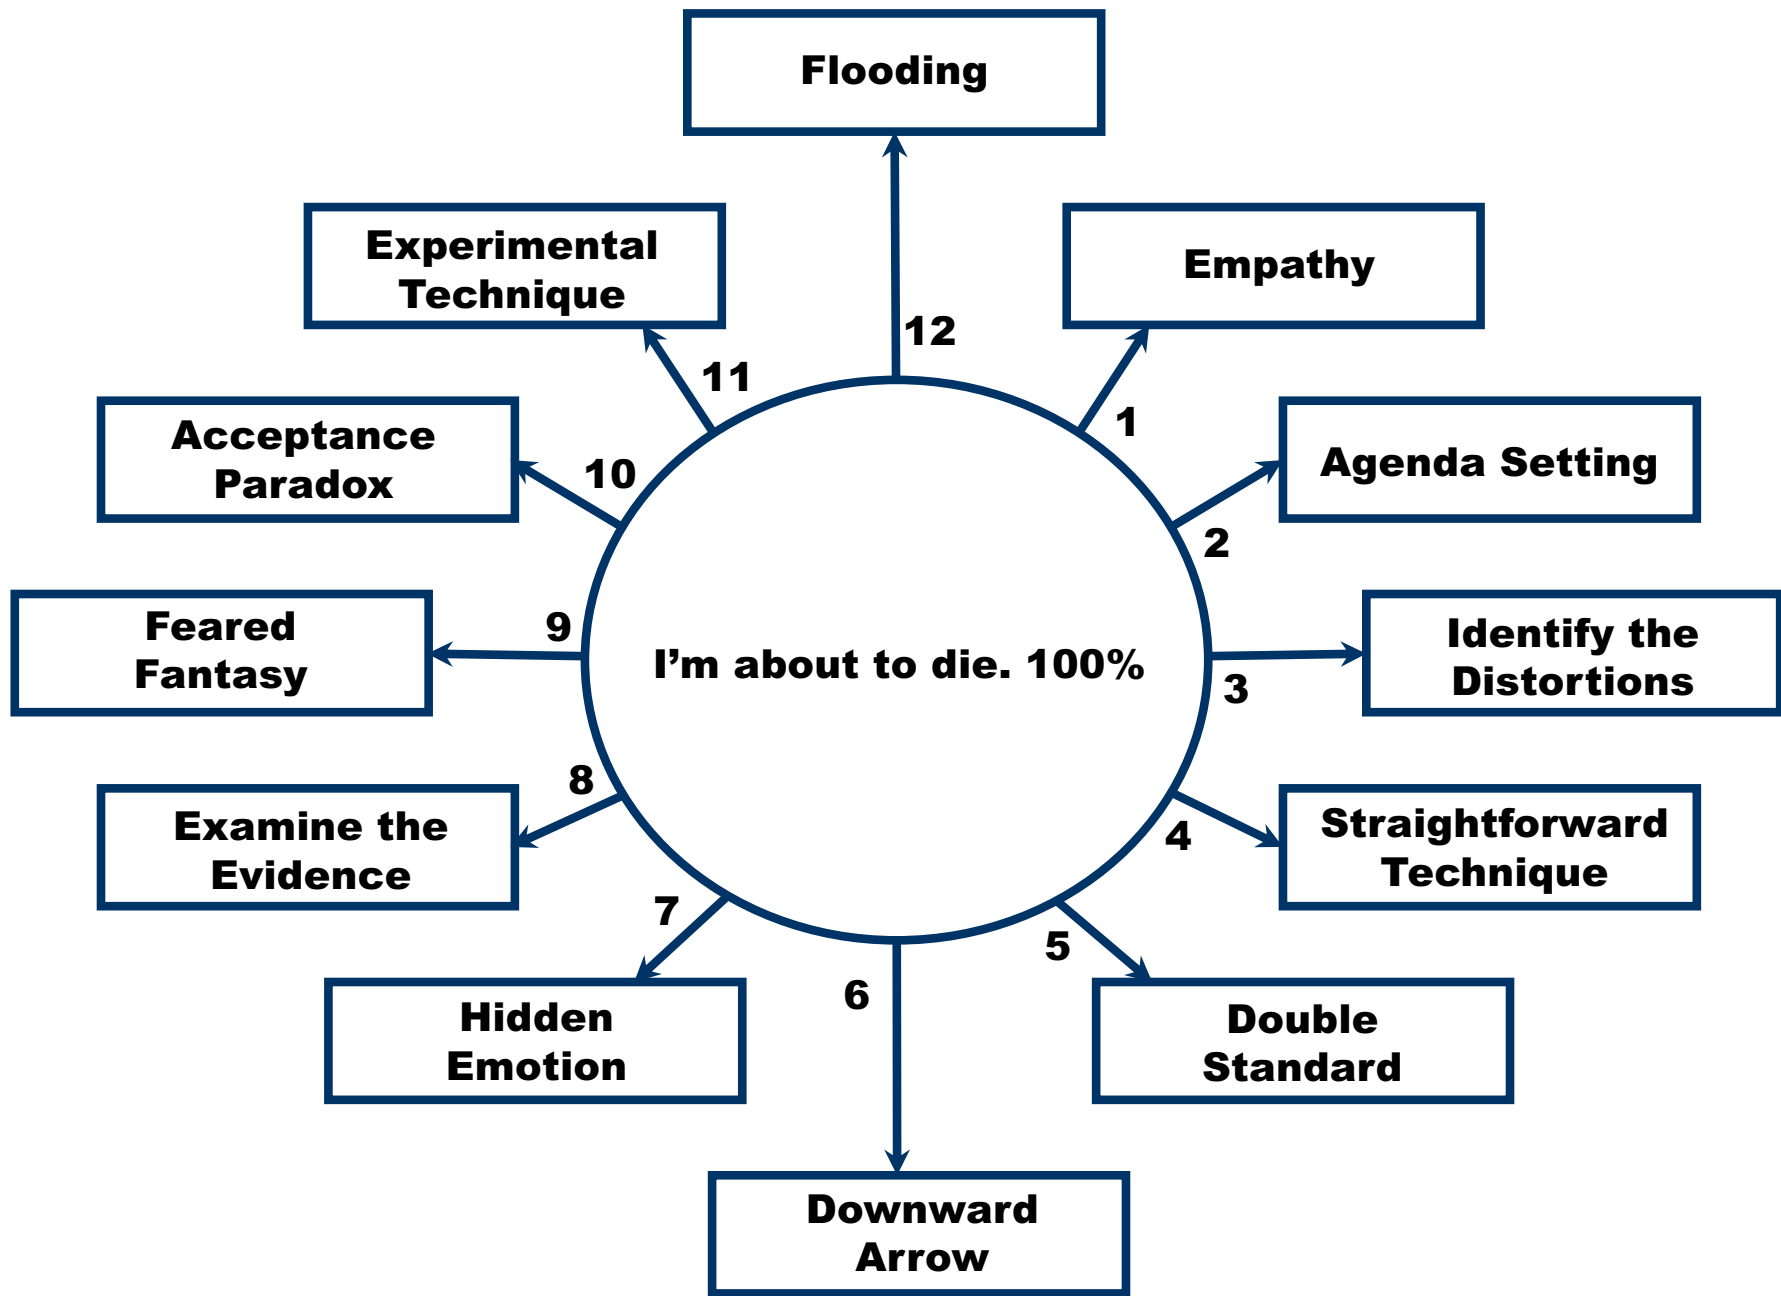 Flooding
Experimental
Technique
Empathy
12
11
1
Acceptance
Paradox
10
Agenda Setting
2
Feared
Fantasy
9
I’m about to die. 100%
3
Identify the
Distortions
8
Examine the
Evidence
4
Straightforward
Technique
7
5
6
Hidden
Emotion
Double
Standard
Downward
Arrow